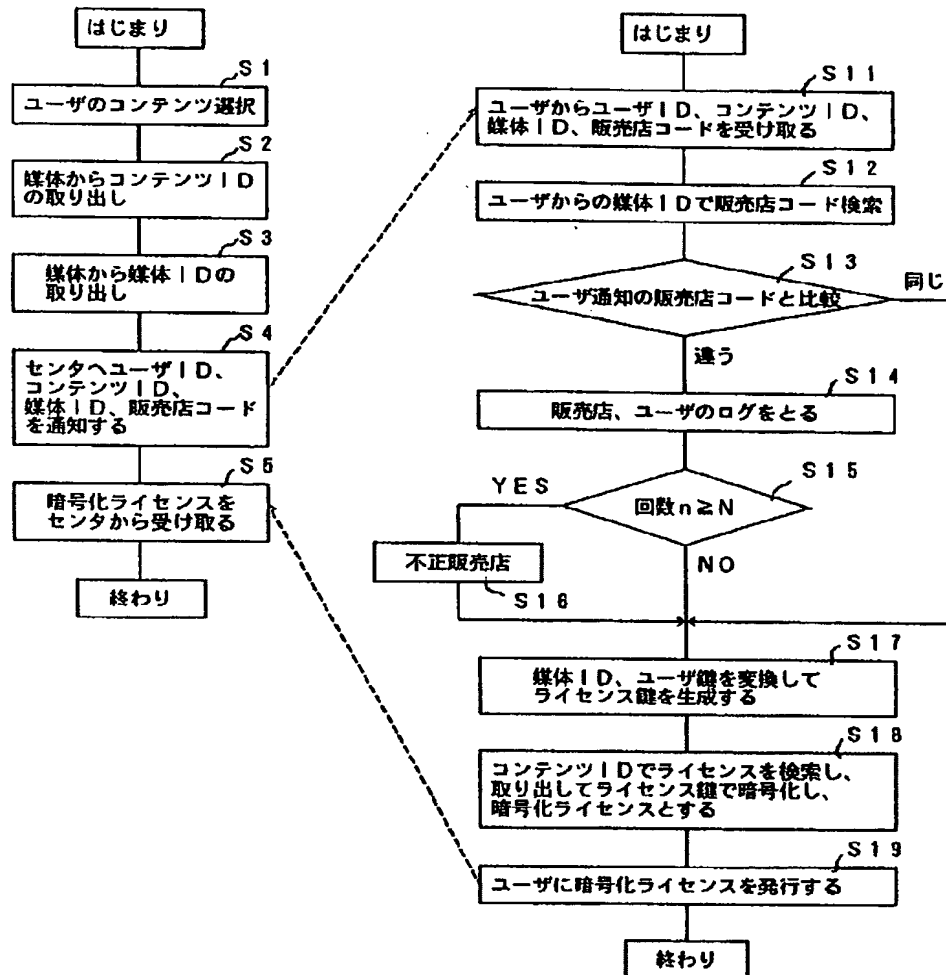 はじまり
S1
ユーザのコンテンツ選択
S2
媒体からコンテンツID
の取り出し
S3
媒体から媒体IDの
取り出し
S4
センタへユーザID、
コンテンツID、
媒体ID、販売店コード
を通知する
S5
暗号化ライセンスを
センタから受け取る
終わり
はじまり
S11
ユーザからユーザID、コンテンツID、
媒体ID、販売店コードを受け取る
S12
ユーザからの媒体IDで販売店コード検索
S13
ユーザ通知の販売店コードと比較
同じ
違う
S14
販売店、ユーザのログをとる
S15
回数n≧N
YES
NO
不正販売店
S16
S17
媒体ID、ユーザ鍵を変換して
ライセンス鍵を生成する
S18
コンテンツIDでライセンスを検索し、
取り出してライセンス鍵で暗号化し、
暗号化ライセンスとする
S19
ユーザに暗号化ライセンスを発行する
終わり